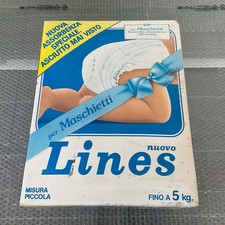 NUOVA
ASSORBENZA
SPECIALE
ASCIUTTO MAI VISTO
per Maschietti
nuovo
Lines
MISURA
PICCOLA
FINO A 5 kg.